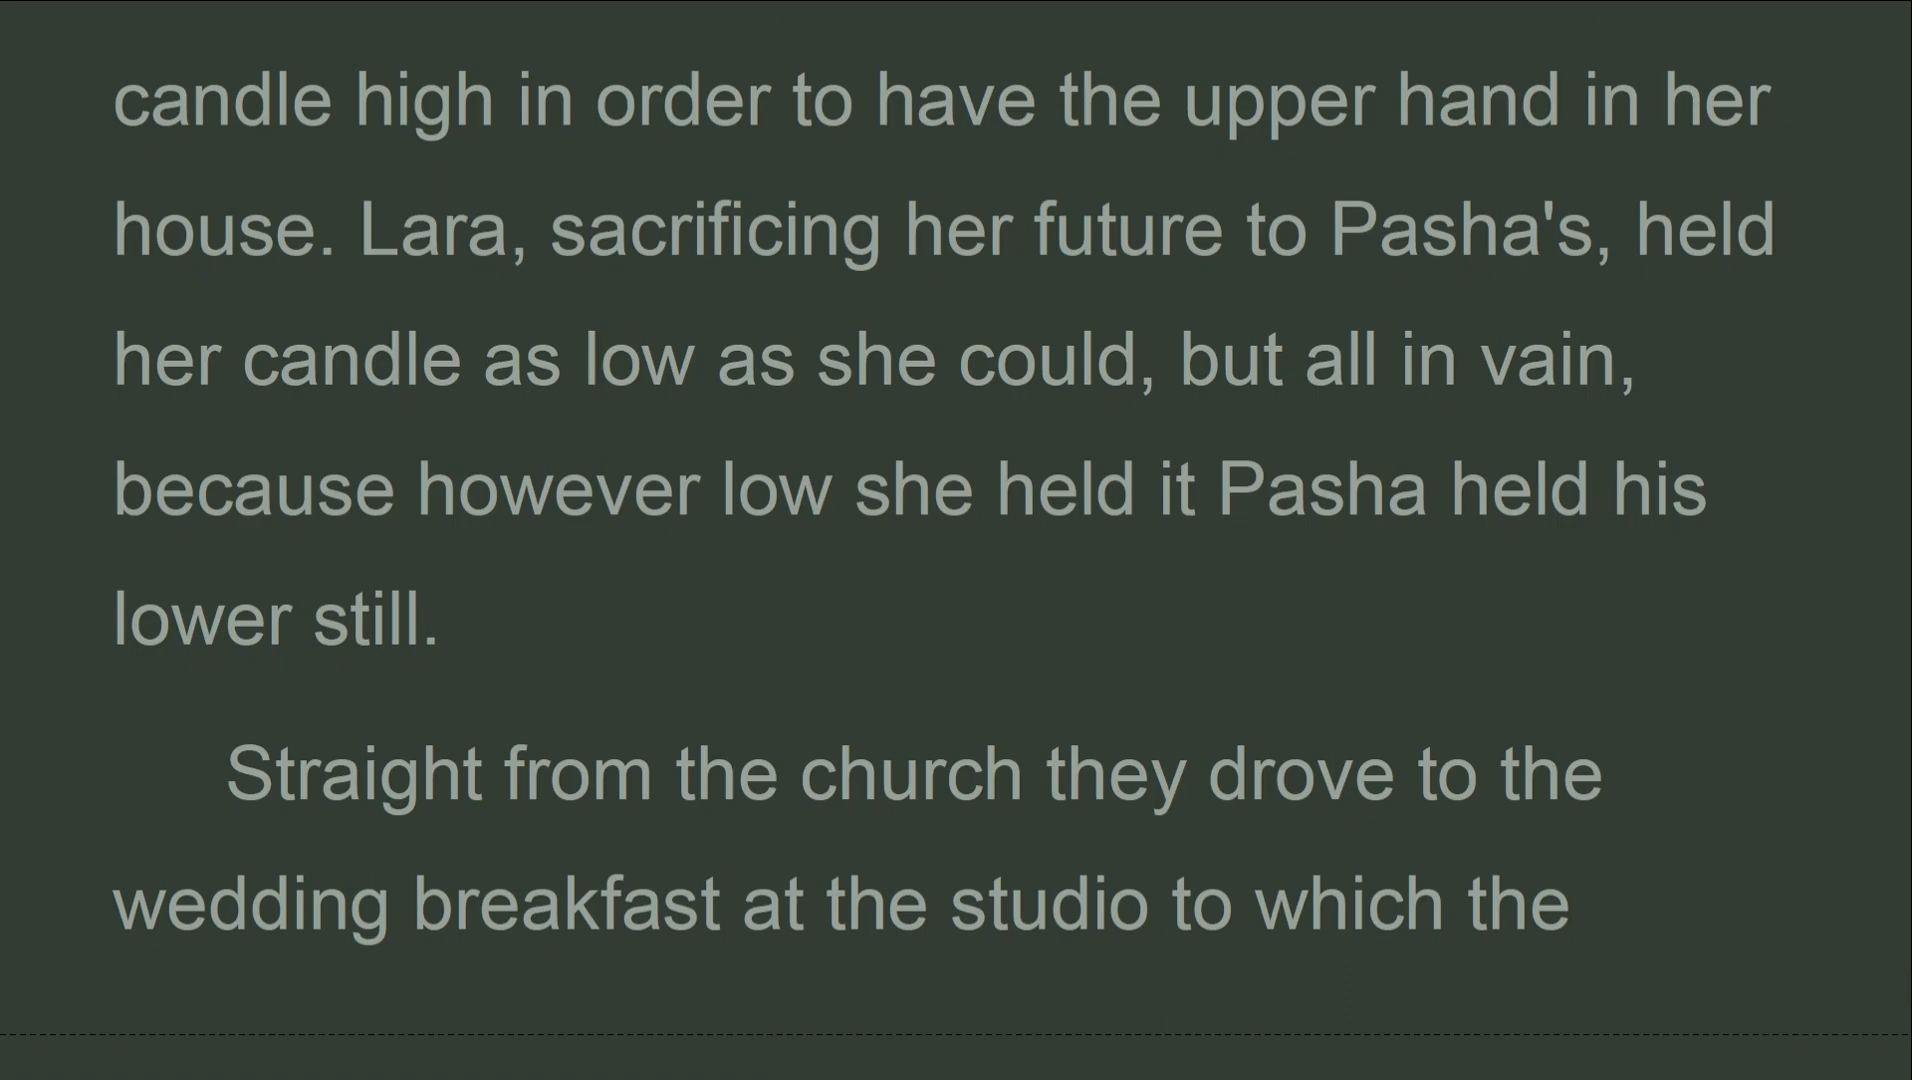 candle high in order to have the upper hand in her
house. Lara, sacrificing her future to Pasha's, held
her candle as low as she could, but all in vain,
because however low she held it Pasha held his
lower still.
Straight from the church they drove to the
wedding breakfast at the studio to which the